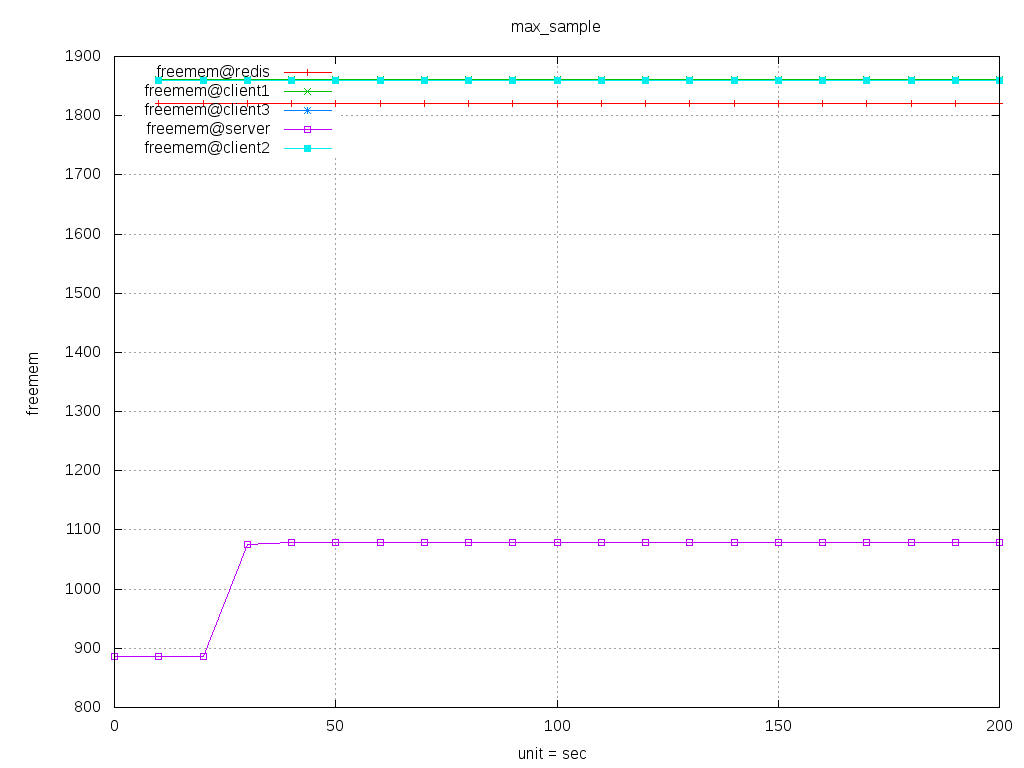 max_sample
1900
1800
1700
1600
1500
1400
1300
1200
1100
1000
900
800
freemem
freemem@redis
freemem@client1
freemem@client3
freemem@server
freemem@client2
0 50 100 150 200
unit = sec